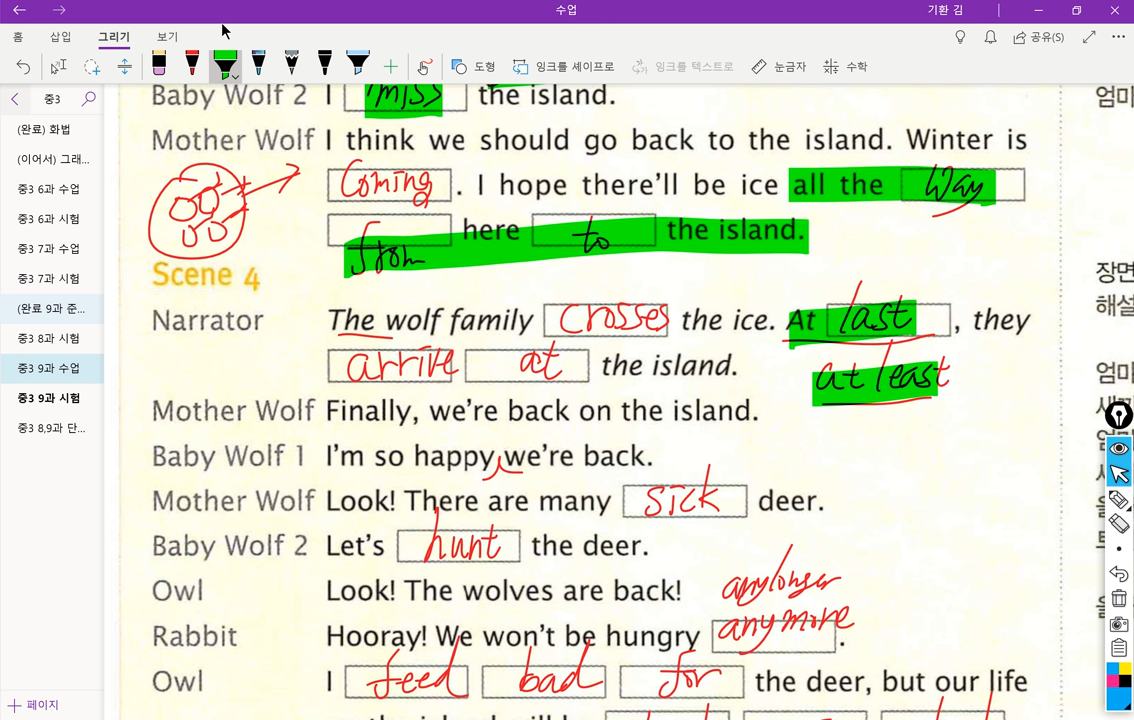 수업
기환 김
홈 삽입 그리기 보기
공유(S)
도형 잉크를 셰이프로 잉크를 텍스트로 눈금자 수학
중3
(완료) 화법
(이어서) 그래...
중3 6과 수업
중3 6과 시험
중3 7과 수업
중3 7과 시험
(완료 9과 준...
중3 8과 시험
중3 9과 수업
중3 9과 시험
중3 8,9과 단...
페이지
Baby Wolf 2 I miss the island.
Mother Wolf I think we should go back to the island. Winter is
Coming . I hope there'll be ice all the way
from here to the island.
Scene 4
Narrator The wolf family crosses the ice. At last , they
arrive at the island.
at least
Mother Wolf Finally, we're back on the island.
Baby Wolf 1 I'm so happy we're back.
Mother Wolf Look! There are many sick deer.
Baby Wolf 2 Let's hunt the deer.
Owl Look! The wolves are back!
anylonger
Rabbit Hooray! We won't be hungry anymore .
Owl I feed bad for the deer, but our life
엄미
장면
해설
엄미